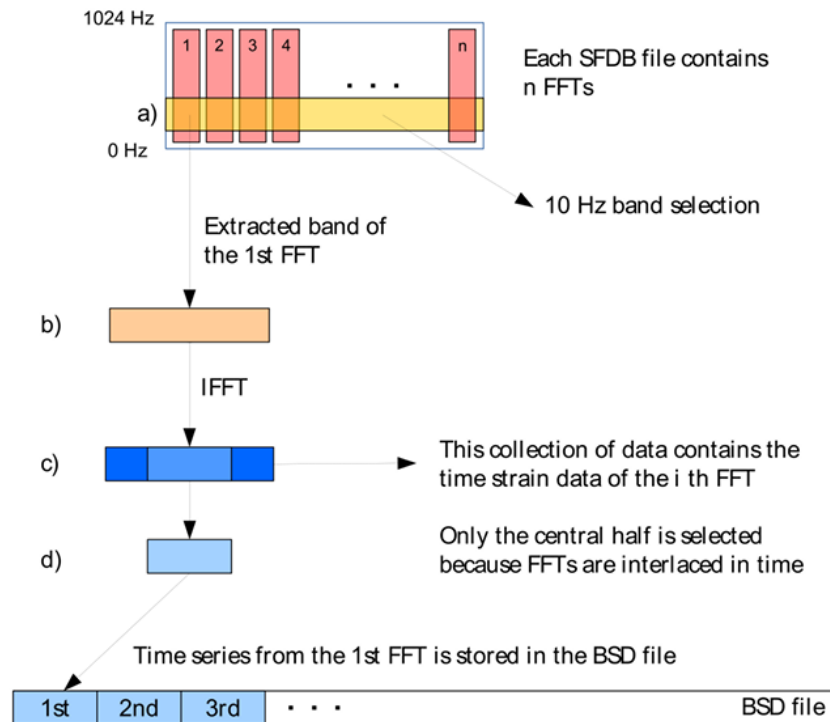 1024 Hz
1 2 3 4 . . . n
Each SFDB file contains
n FFTs
a)
0 Hz
10 Hz band selection
Extracted band of
the 1st FFT
b)
IFFT
c)
This collection of data contains the
time strain data of the i th FFT
d)
Only the central half is selected
because FFTs are interlaced in time
Time series from the 1st FFT is stored in the BSD file
1st 2nd 3rd . . . BSD file